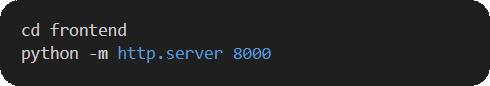 cd frontend
python -m http.server 8000